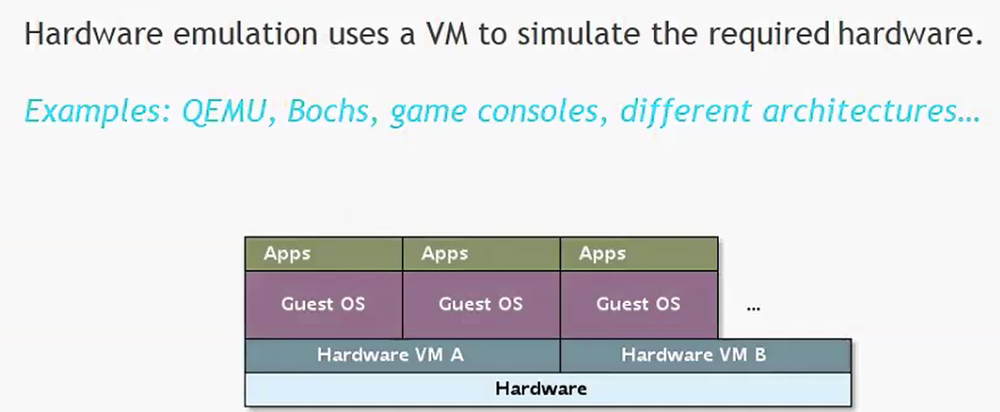 Hardware emulation uses a VM to simulate the required hardware.
Examples: QEMU, Bochs, game consoles, different architectures...
Apps Apps Apps
Guest OS Guest OS Guest OS ...
Hardware VM A Hardware VM B
Hardware